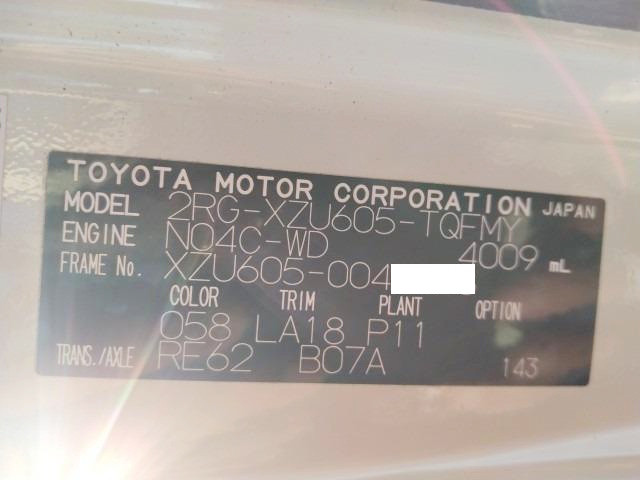 TOYOTA MOTOR CORPORATION JAPAN
MODEL 2RG-XZU605-TQFMY
ENGINE N04C-WD 4009 mL
FRAME No. XZU605-004
COLOR TRIM PLANT OPTION
058 LA18 P11
TRANS./AXLE RE62 B07A 143